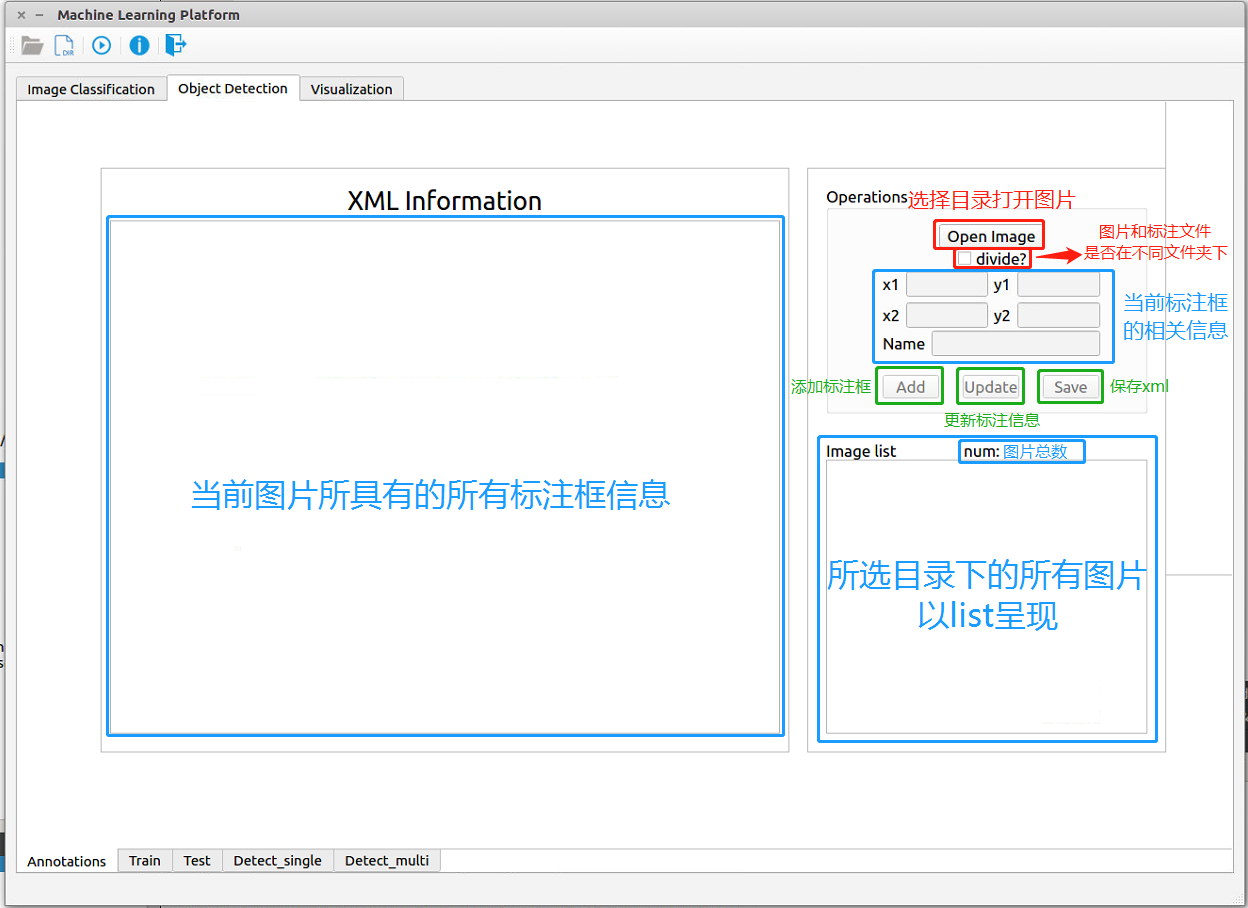 Machine Learning Platform
DIR
Image Classification
Object Detection
Visualization
XML Information
当前图片所具有的所有标注框信息
Operations
选择目录打开图片
Open Image
divide?
图片和标注文件
是否在不同文件夹下
x1
y1
x2
y2
Name
当前标注框
的相关信息
添加标注框
Add
Update
Save
保存xml
更新标注信息
Image list
num: 图片总数
所选目录下的所有图片
以list呈现
Annotations
Train
Test
Detect_single
Detect_multi